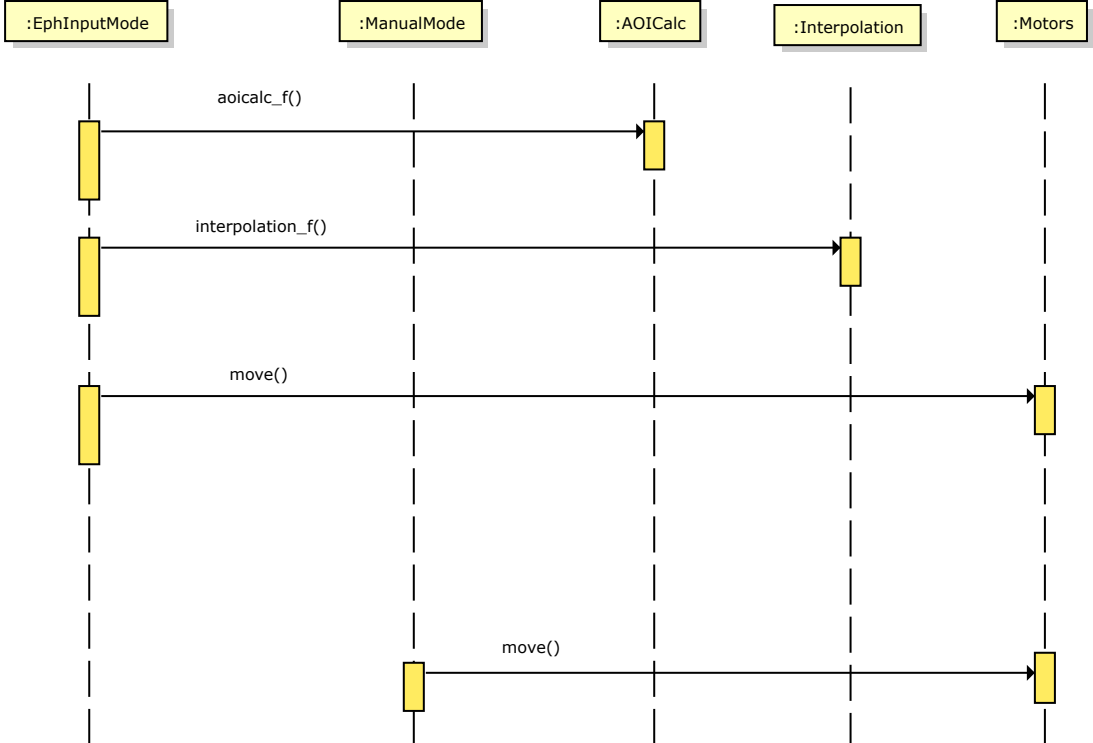 :EphInputMode
:ManualMode
:AOICalc
:Interpolation
:Motors
aoicalc_f()
interpolation_f()
move()
move()